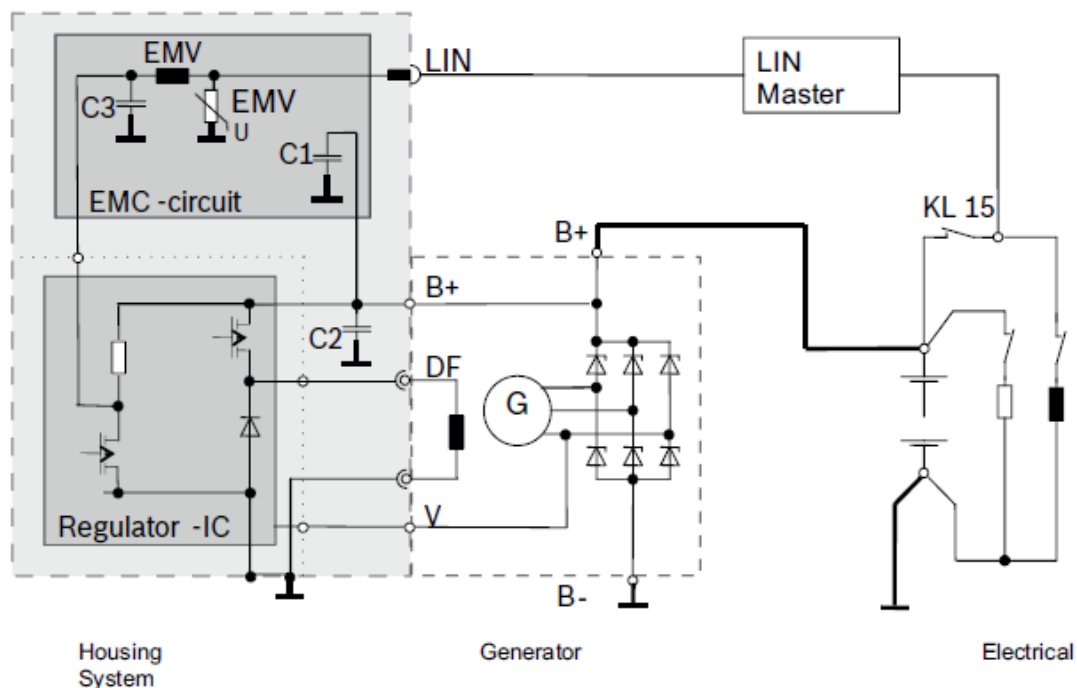 EMV
LIN
LIN
Master
C3
EMV
U
C1
EMC -circuit
KL 15
B+
B+
C2
DF
G
V
Regulator -IC
B-
Housing
System
Generator
Electrical